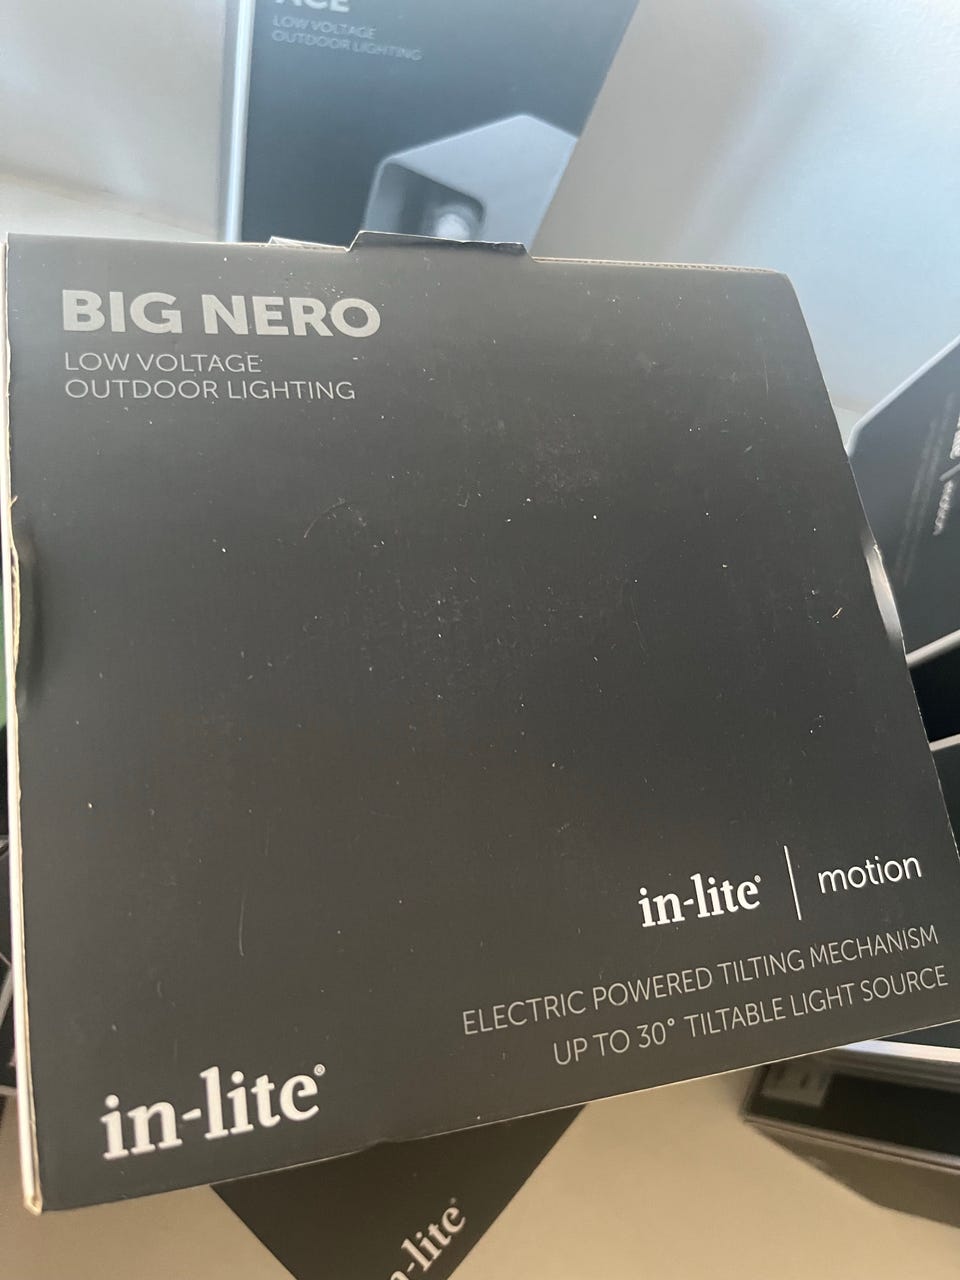 ACE
LOW VOLTAGE
OUTDOOR LIGHTING
BIG NERO
LOW VOLTAGE
OUTDOOR LIGHTING
in-lite® | motion
ELECTRIC POWERED TILTING MECHANISM
UP TO 30° TILTABLE LIGHT SOURCE
in-lite®
in-lite®